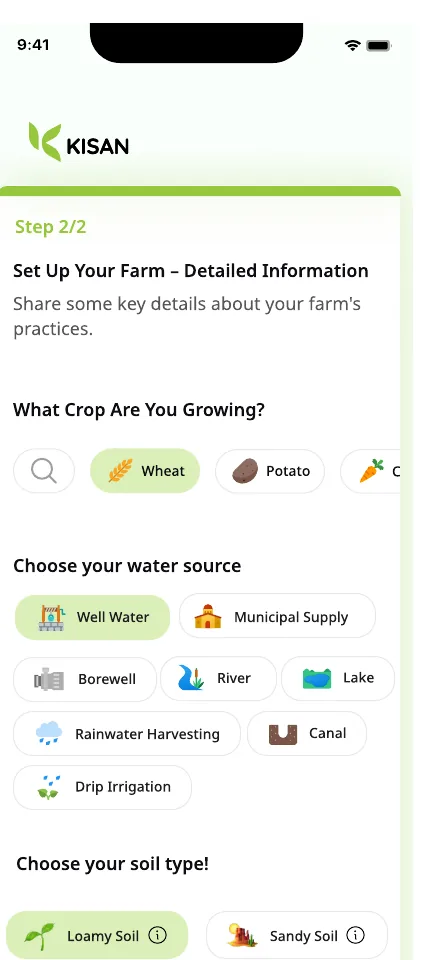 9:41
KISAN
Step 2/2
Set Up Your Farm – Detailed Information
Share some key details about your farm's
practices.
What Crop Are You Growing?
Wheat Potato C
Choose your water source
Well Water Municipal Supply
Borewell River Lake
Rainwater Harvesting Canal
Drip Irrigation
Choose your soil type!
Loamy Soil Sandy Soil